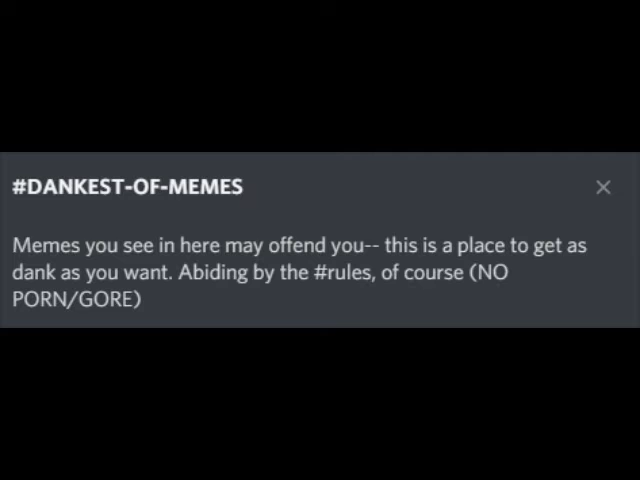 #DANKEST-OF-MEMES
Memes you see in here may offend you-- this is a place to get as
dank as you want. Abiding by the #rules, of course (NO
PORN/GORE)